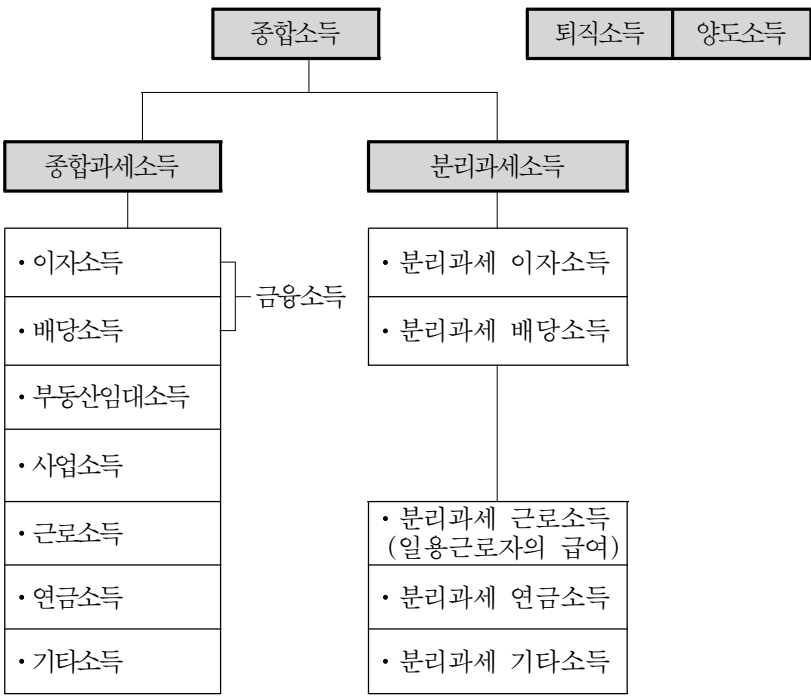 종합소득
퇴직소득 양도소득
종합과세소득
분리과세소득
・이자소득
・배당소득
금융소득
・부동산임대소득
・사업소득
・근로소득
・연금소득
・기타소득
・분리과세 이자소득
・분리과세 배당소득
・분리과세 근로소득
(일용근로자의 급여)
・분리과세 연금소득
・분리과세 기타소득